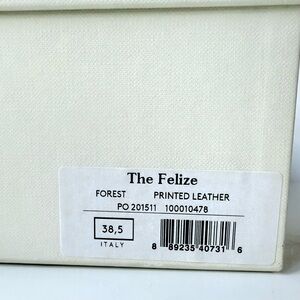 The Felize
FOREST PRINTED LEATHER
PO 201511 100010478
38,5
ITALY
8 89235 40731 6